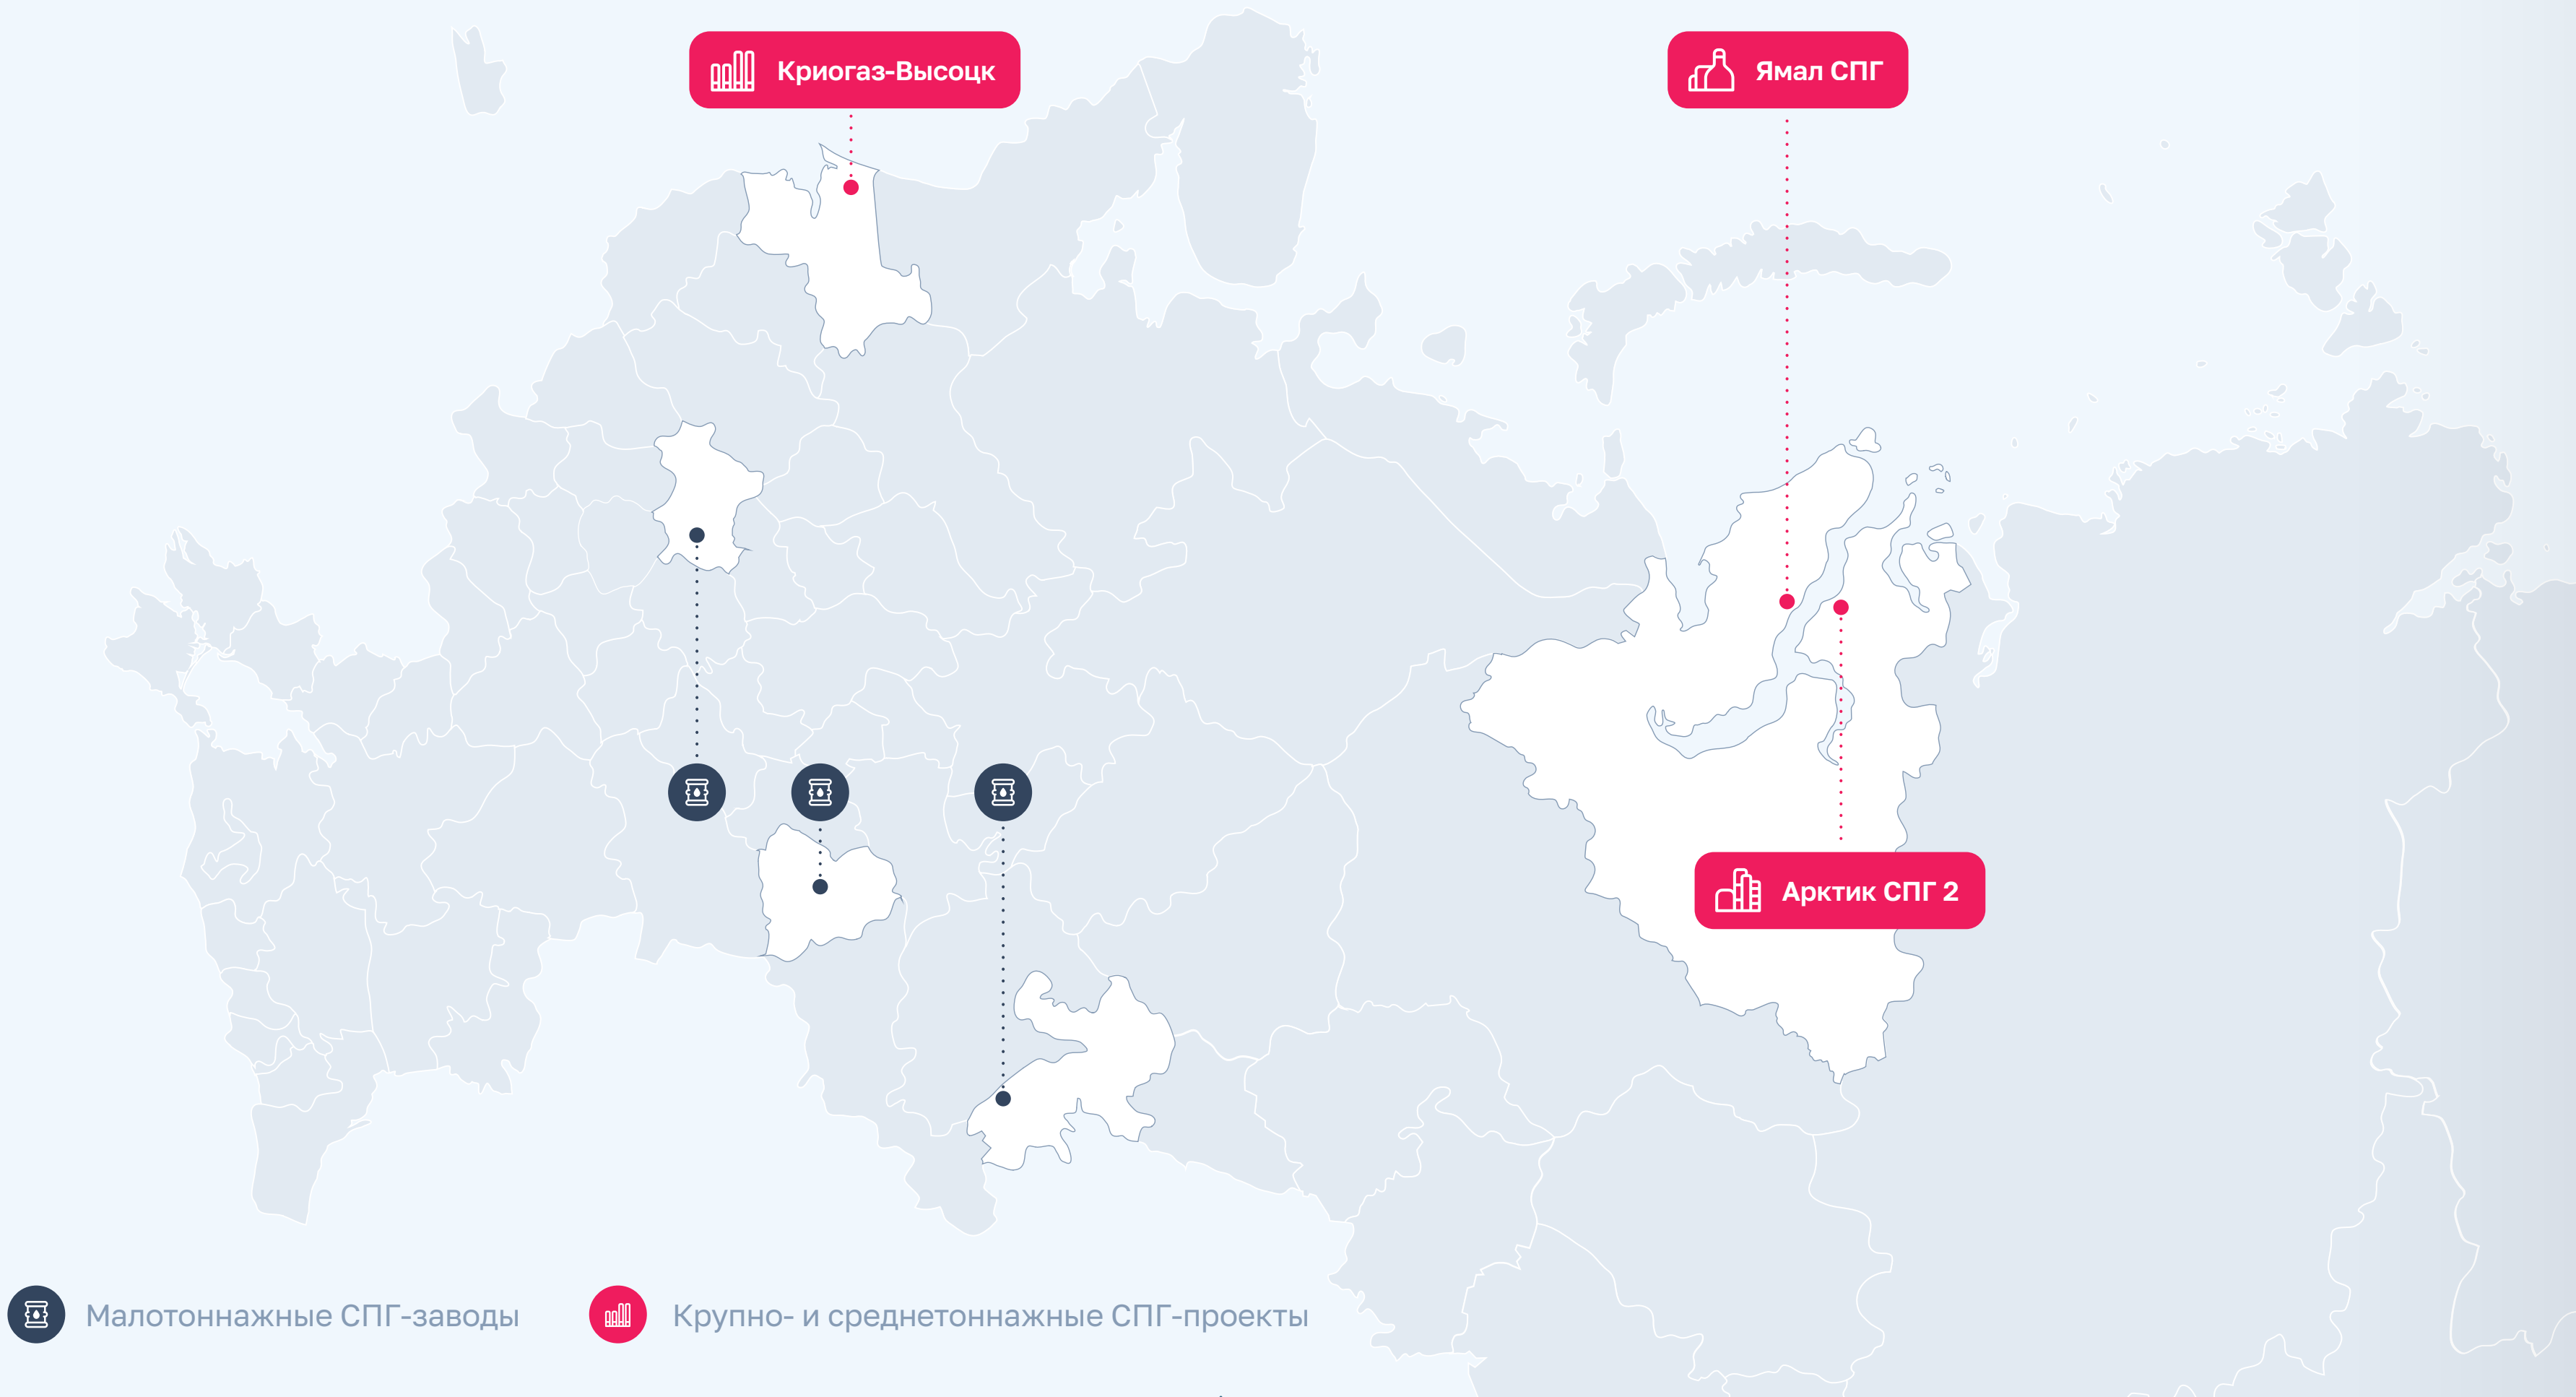 Криогаз-Высоцк
Ямал СПГ
Арктик СПГ 2
Малотоннажные СПГ-заводы
Крупно- и среднетоннажные СПГ-проекты